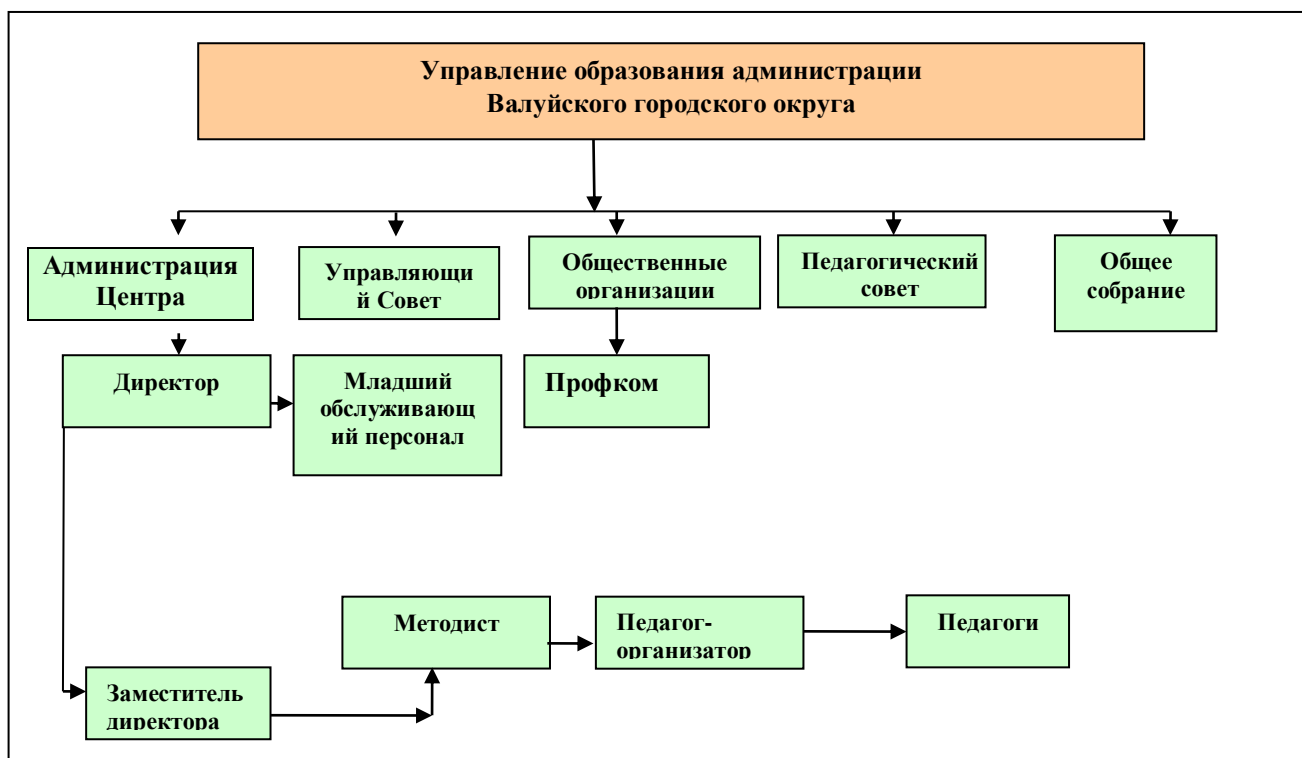 Управление образования администрации
Валуйского городского округа
Администрация
Центра
Управляющи
й Совет
Общественные
организации
Педагогический
совет
Общее
собрание
Директор
Младший
обслуживающ
ий персонал
Профком
Методист
Педагог-
организатор
Педагоги
Заместитель
директора